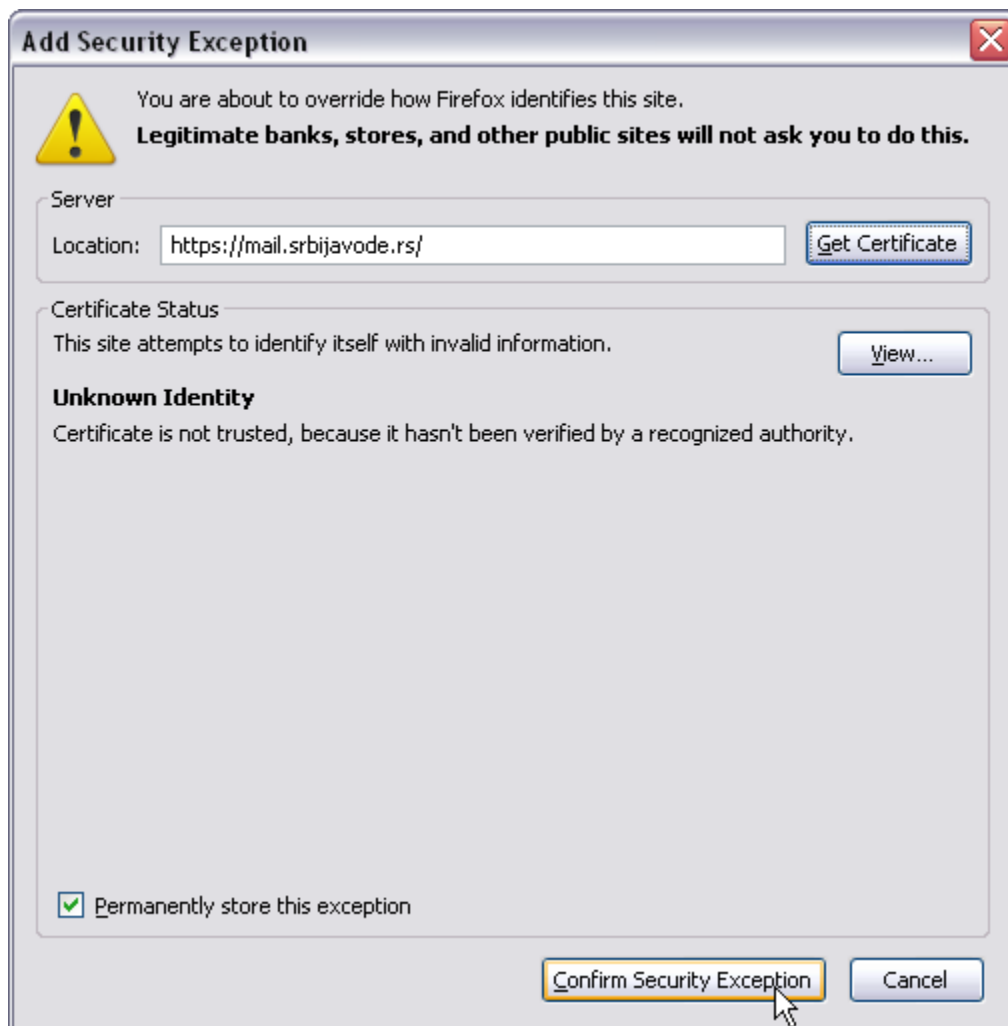 Add Security Exception
You are about to override how Firefox identifies this site.
Legitimate banks, stores, and other public sites will not ask you to do this.
Server
Location: https://mail.srbijavode.rs/ Get Certificate
Certificate Status
This site attempts to identify itself with invalid information. View...
Unknown Identity
Certificate is not trusted, because it hasn't been verified by a recognized authority.
Permanently store this exception
Confirm Security Exception Cancel